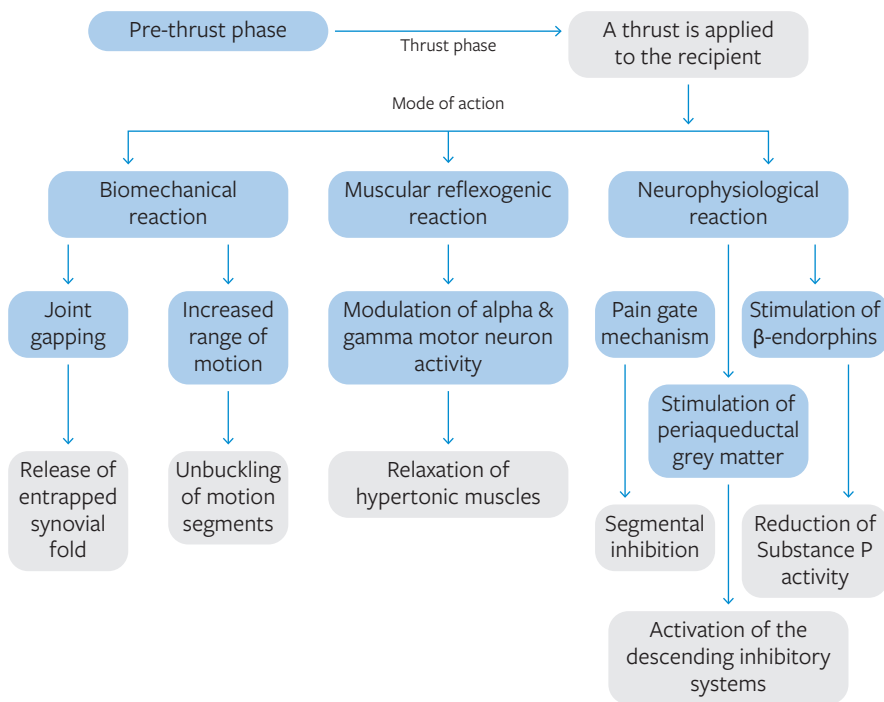 Pre-thrust phase
Thrust phase
A thrust is applied
to the recipient
Mode of action
Biomechanical
reaction
Muscular reflexogenic
reaction
Neurophysiological
reaction
Joint
gapping
Increased
range of
motion
Modulation of alpha &
gamma motor neuron
activity
Pain gate
mechanism
Stimulation of
β-endorphins
Stimulation of
periaqueductal
grey matter
Release of
entrapped
synovial
fold
Unbuckling
of motion
segments
Relaxation of
hypertonic muscles
Segmental
inhibition
Reduction of
Substance P
activity
Activation of the
descending inhibitory
systems